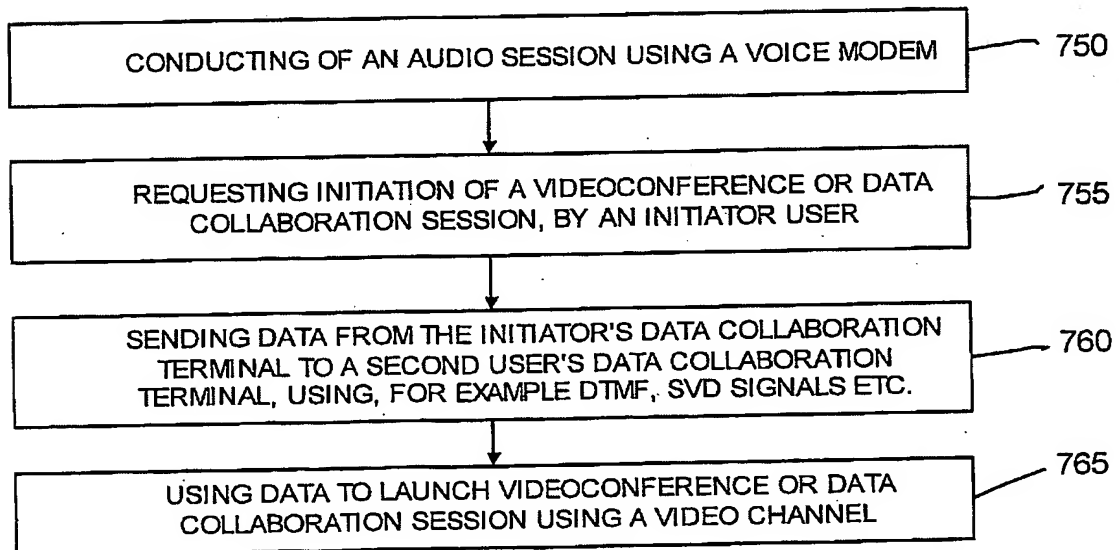 CONDUCTING OF AN AUDIO SESSION USING A VOICE MODEM
750
REQUESTING INITIATION OF A VIDEOCONFERENCE OR DATA
COLLABORATION SESSION, BY AN INITIATOR USER
755
SENDING DATA FROM THE INITIATOR'S DATA COLLABORATION
TERMINAL TO A SECOND USER'S DATA COLLABORATION
TERMINAL, USING, FOR EXAMPLE DTMF, SVD SIGNALS ETC.
760
USING DATA TO LAUNCH VIDEOCONFERENCE OR DATA
COLLABORATION SESSION USING A VIDEO CHANNEL
765